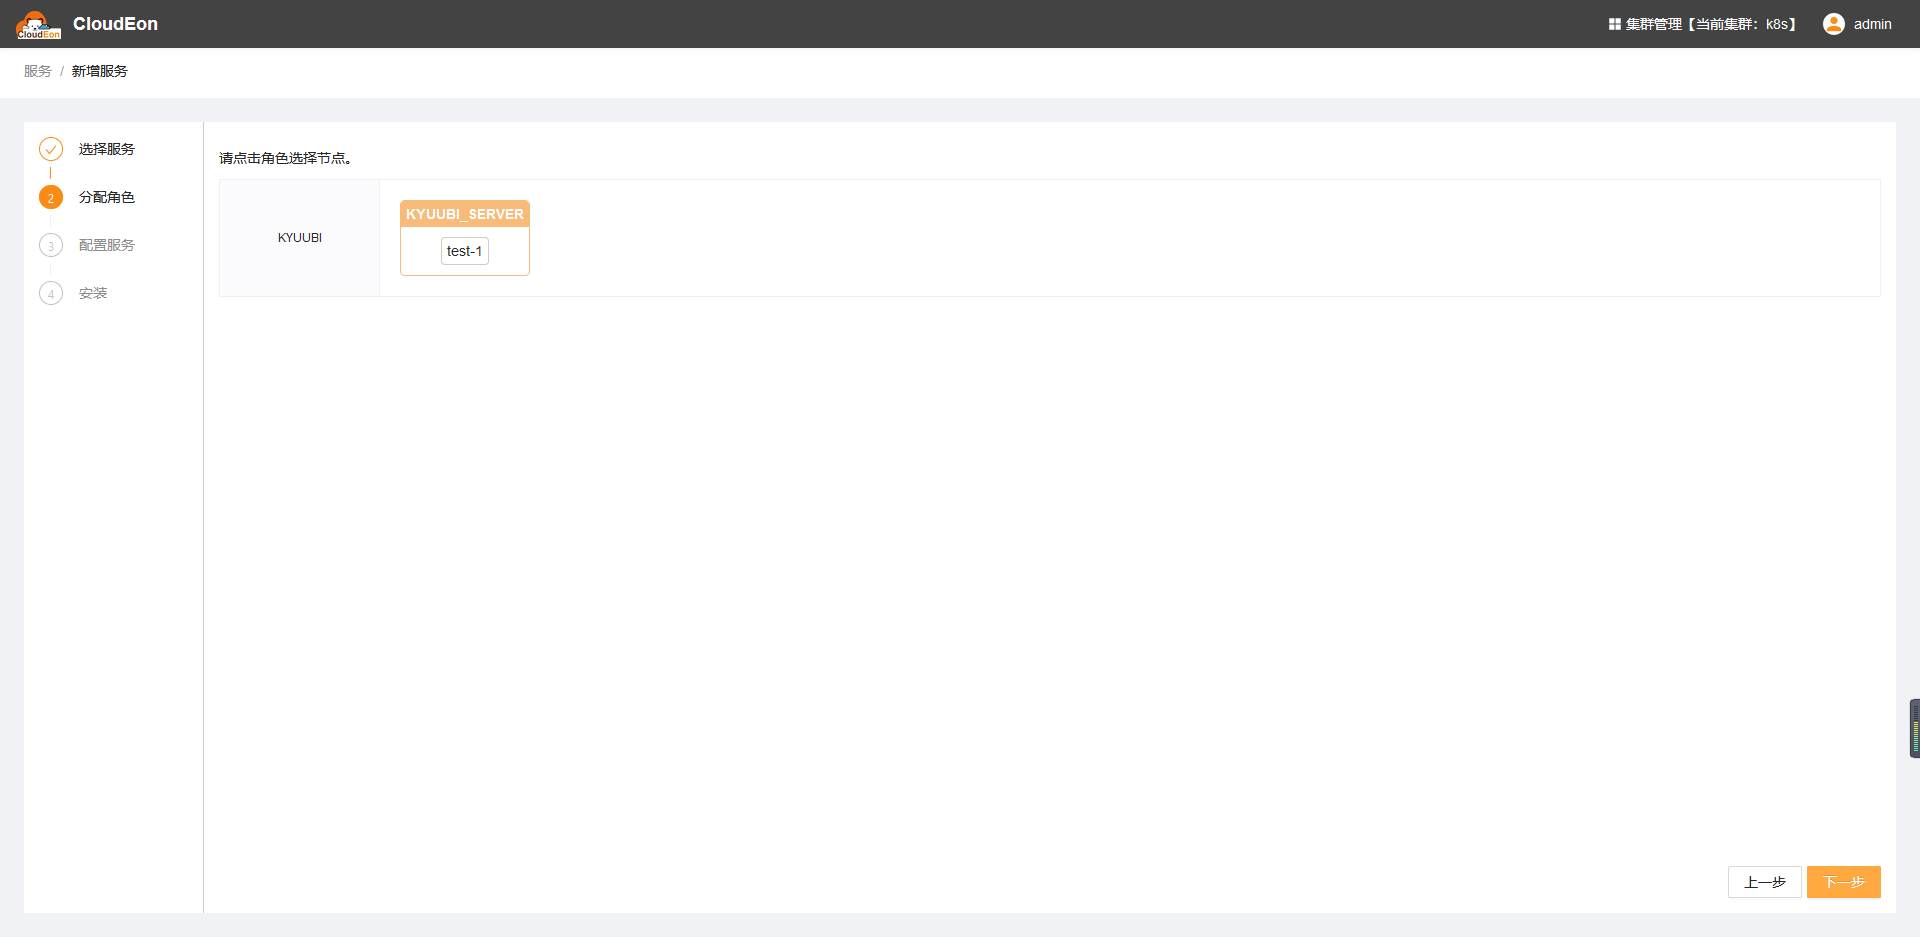 CloudEon
CloudEon
集群管理【当前集群：k8s】
admin
服务 / 新增服务
选择服务
2 分配角色
3 配置服务
4 安装
请点击角色选择节点。
KYUUBI
KYUUBI_SERVER
test-1
上一步
下一步